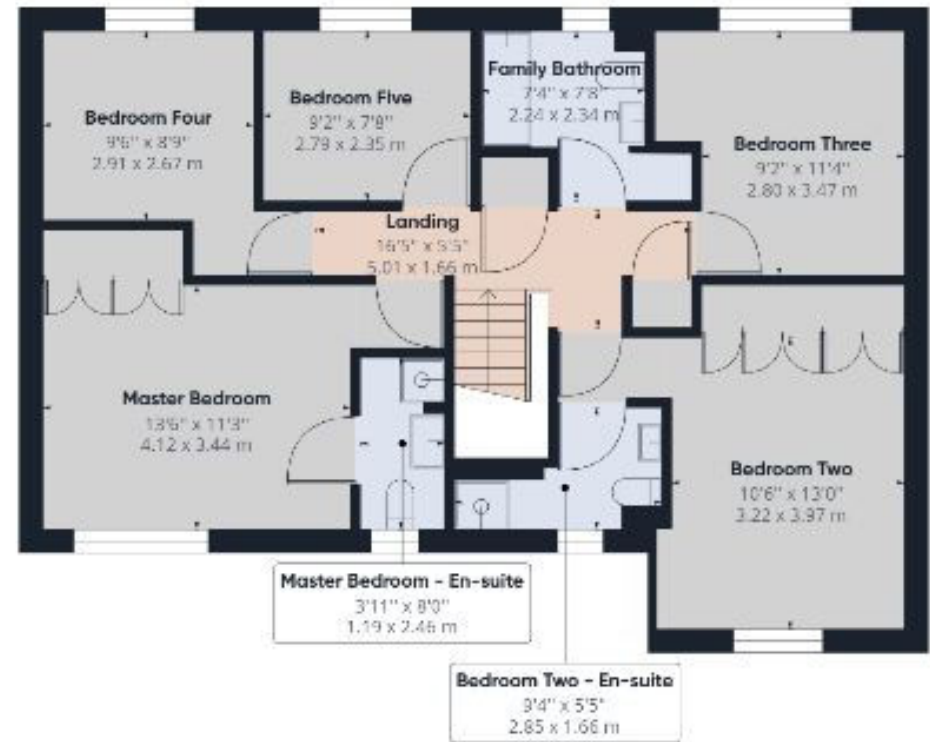 Bedroom Four
9'6" x 8'9"
2.91 x 2.67 m
Bedroom Five
9'2" x 7'8"
2.79 x 2.35 m
Family Bathroom
7'4" x 7'8"
2.24 x 2.34 m
Bedroom Three
9'2" x 11'4"
2.80 x 3.47 m
Landing
16'5" x 5'5"
5.01 x 1.66 m
Master Bedroom
13'6" x 11'3"
4.12 x 3.44 m
Bedroom Two
10'6" x 13'0"
3.22 x 3.97 m
Master Bedroom - En-suite
3'11" x 8'0"
1.19 x 2.46 m
Bedroom Two - En-suite
9'4" x 5'5"
2.85 x 1.66 m